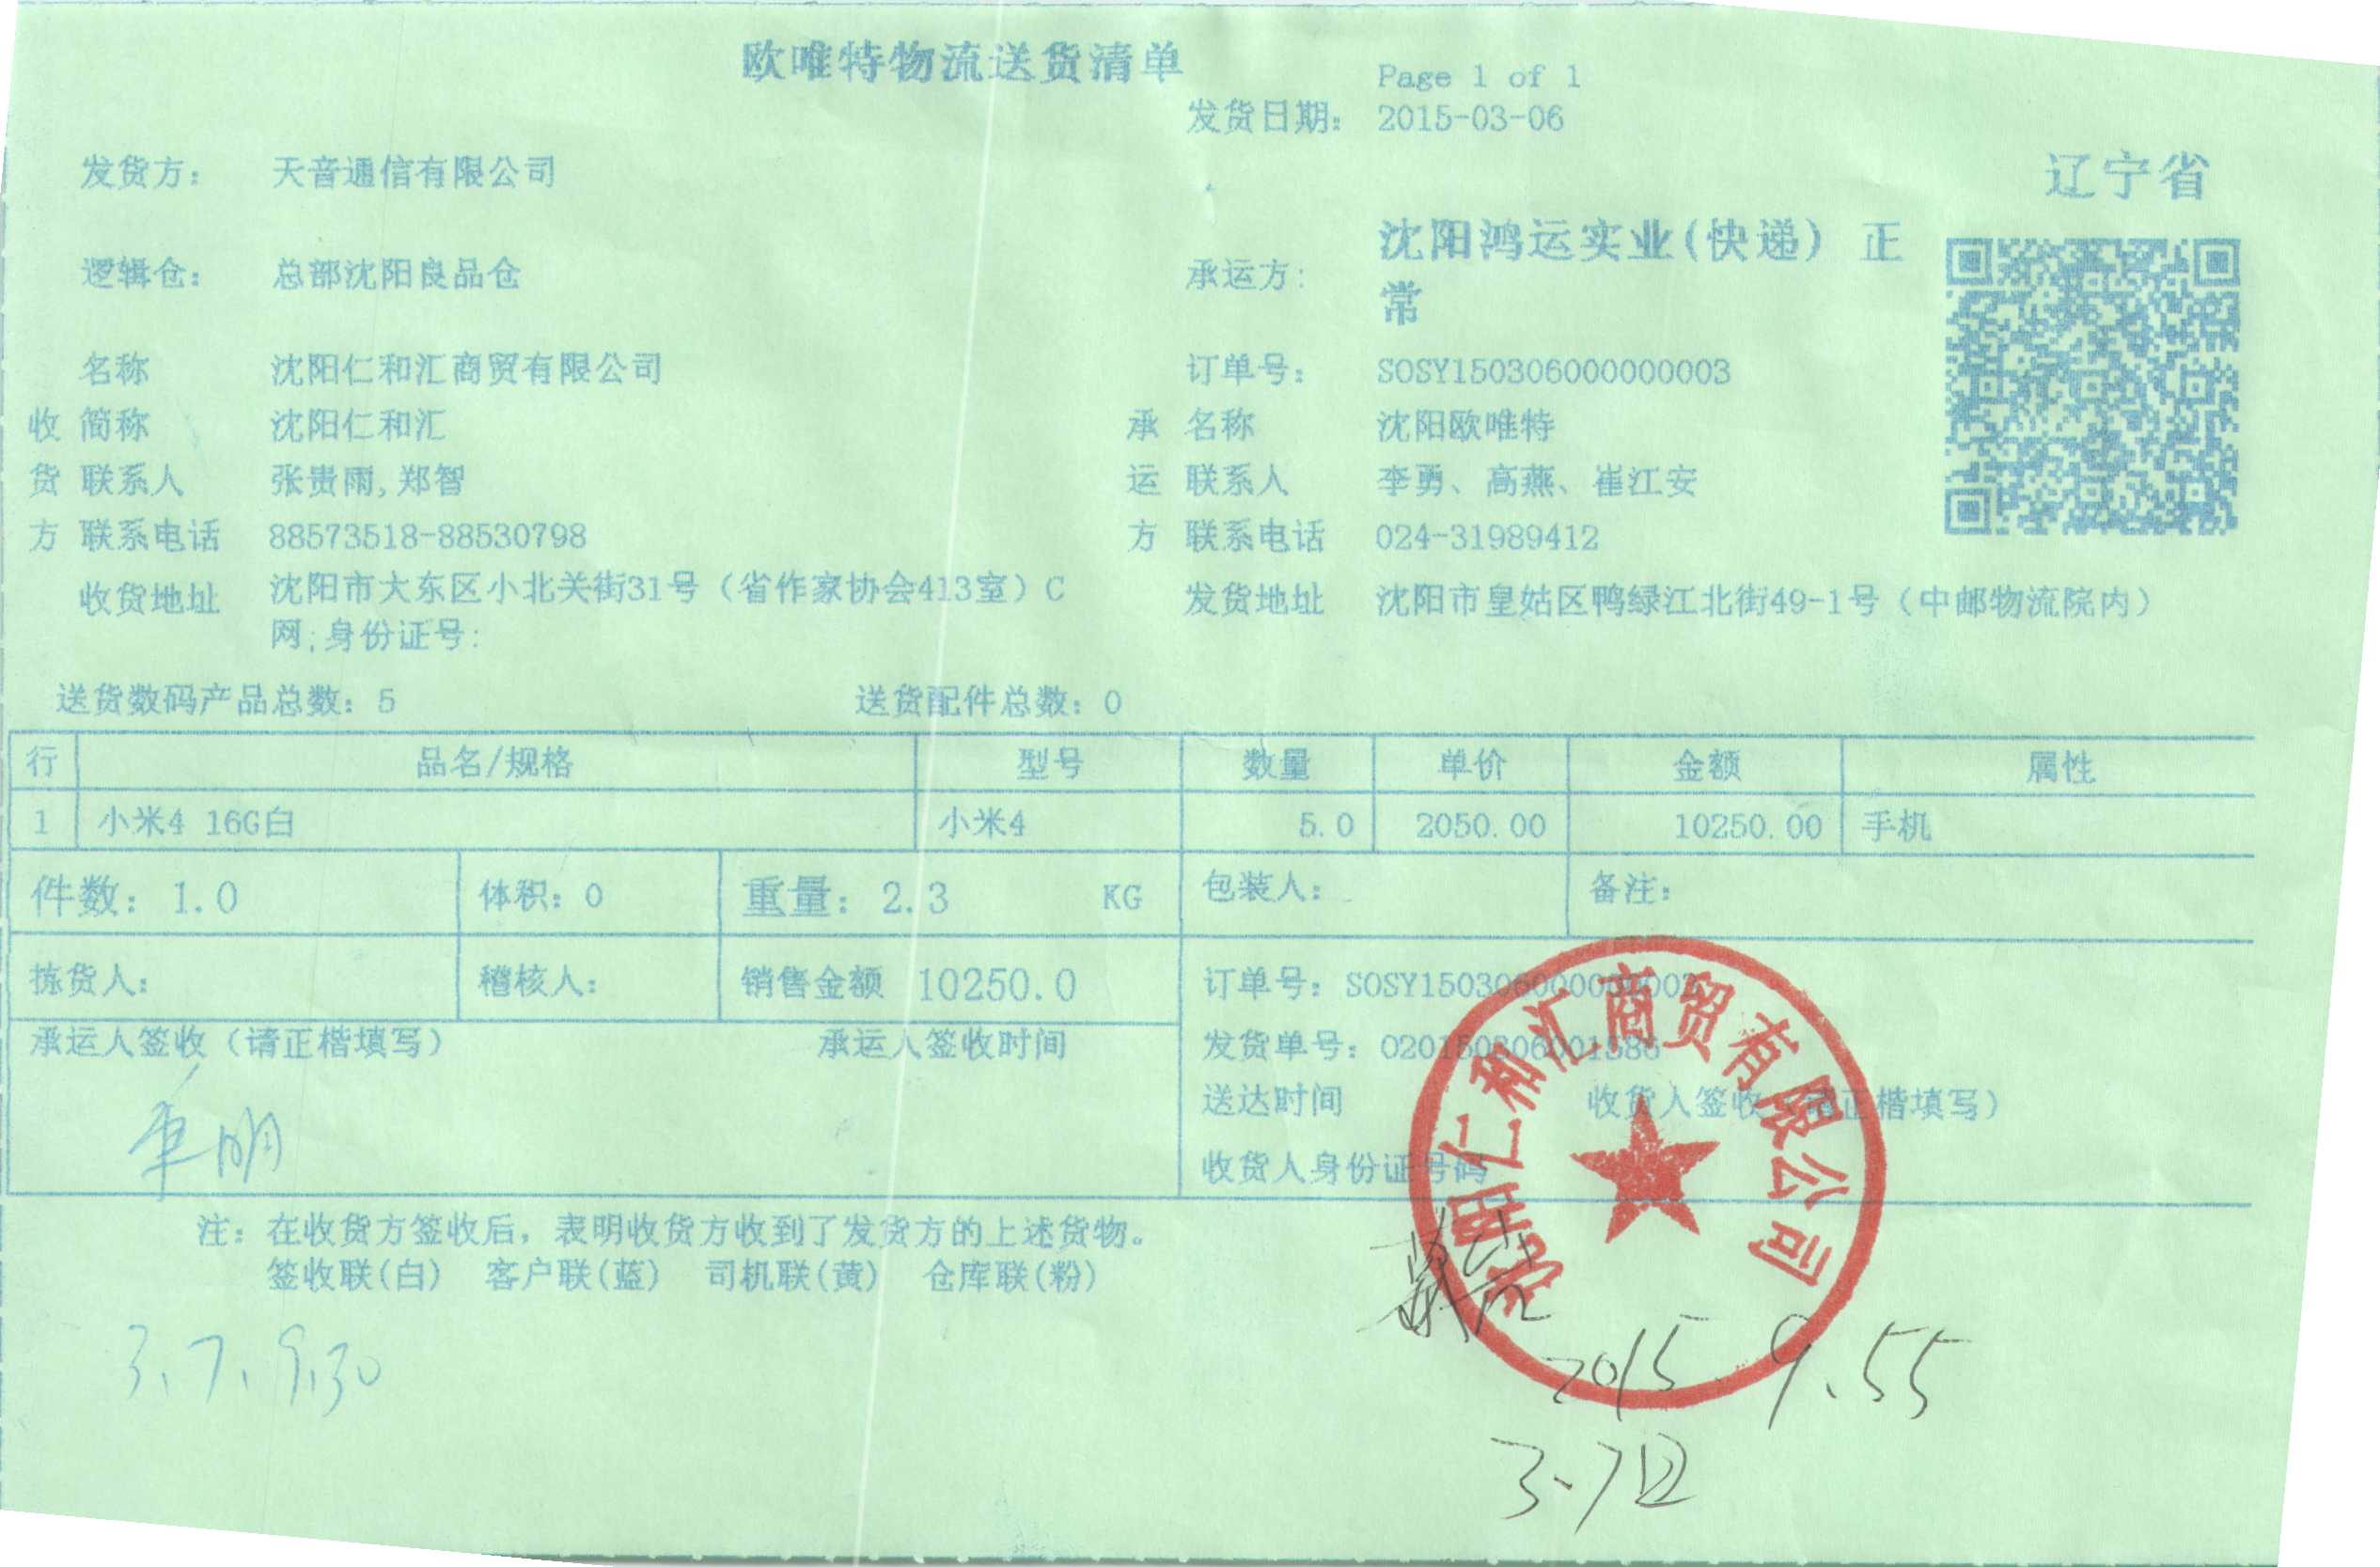 欧唯特物流送货清单
Page 1 of 1
发货日期: 2015-03-06
发货方: 天音通信有限公司
辽宁省
逻辑仓: 总部沈阳良品仓
承运方: 沈阳鸿运实业(快递) 正
常
名称 沈阳仁和汇商贸有限公司 订单号: SOSY150306000000003
收 简称 沈阳仁和汇 承 名称 沈阳欧唯特
货 联系人 张贵雨,郑智 运 联系人 李勇、高燕、崔江安
方 联系电话 88573518-88530798 方 联系电话 024-31989412
收货地址 沈阳市大东区小北关街31号（省作家协会413室）C
网;身份证号:
发货地址 沈阳市皇姑区鸭绿江北街49-1号（中邮物流院内）
送货数码产品总数: 5 送货配件总数: 0
行 品名/规格 型号 数量 单价 金额 属性
1 小米4 16G白 小米4 5.0 2050.00 10250.00 手机
件数: 1.0 体积: 0 重量: 2.3 KG 包装人: 备注:
拣货人: 稽核人: 销售金额 10250.0 订单号: SOSY150306000000003
承运人签收（请正楷填写） 承运人签收时间 发货单号: 020150306001586
送达时间 收货人签收（请正楷填写）
收货人身份证号码
沈阳仁和汇商贸有限公司
注: 在收货方签收后，表明收货方收到了发货方的上述货物。
签收联(白) 客户联(蓝) 司机联(黄) 仓库联(粉)
3.7.9.30
2015. 9.55
3.7日